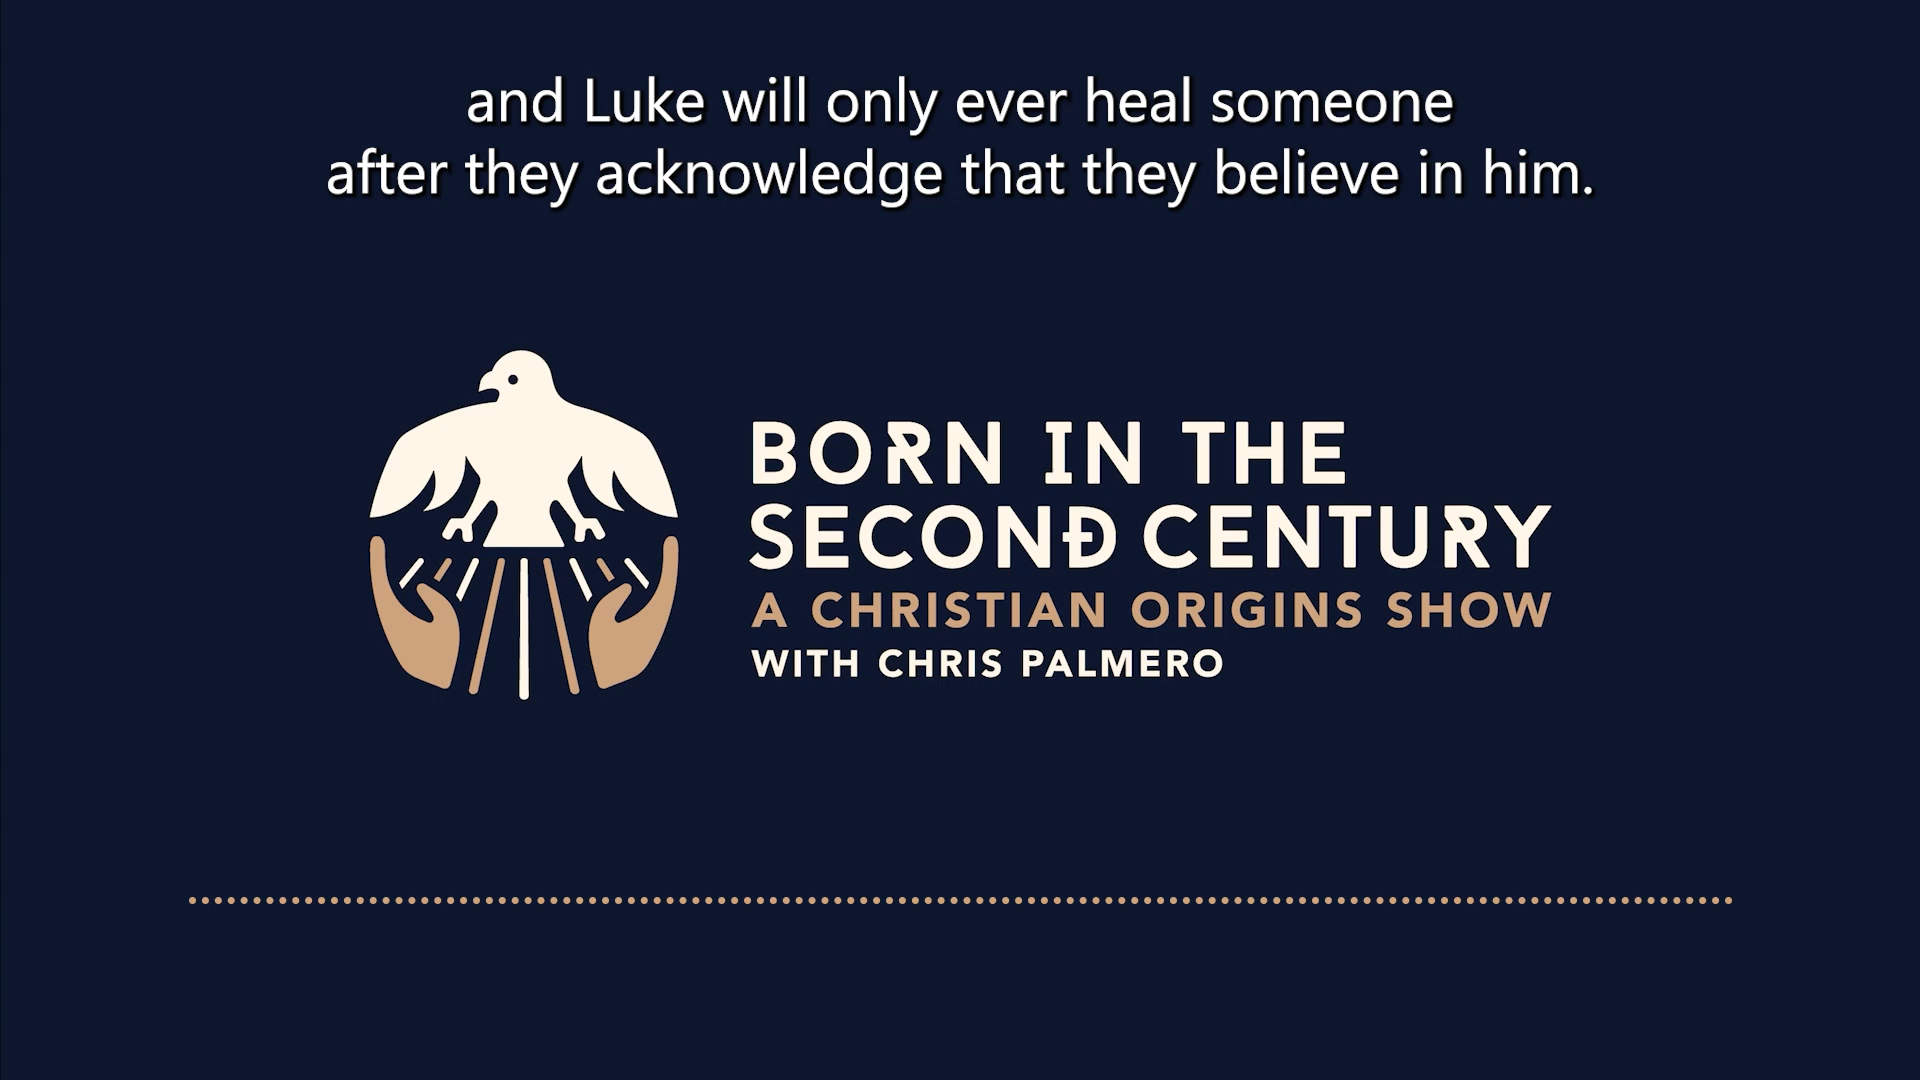 and Luke will only ever heal someone
after they acknowledge that they believe in him.
BORN IN THE
SECOND CENTURY
A CHRISTIAN ORIGINS SHOW
WITH CHRIS PALMERO